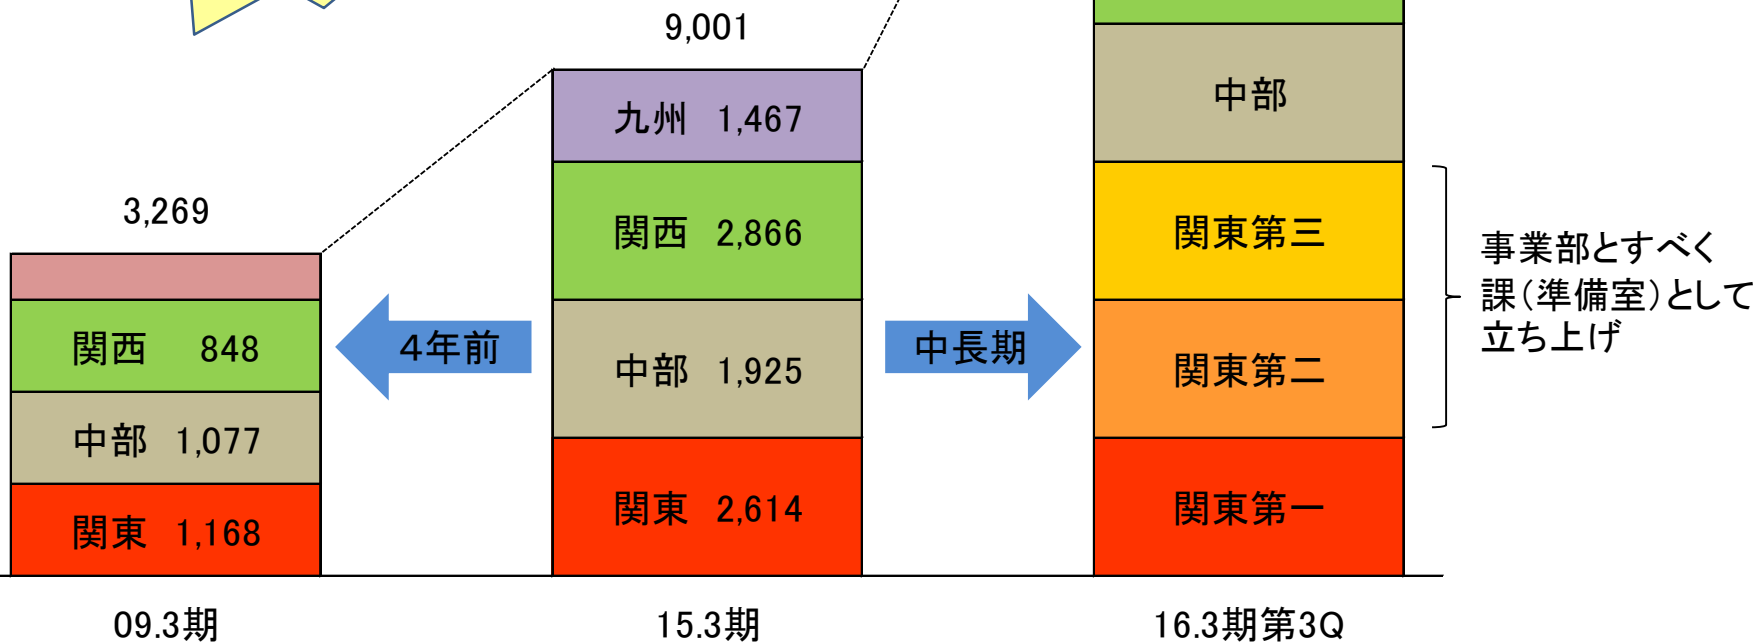 9,001
九州 1,467
中部
3,269
関西 2,866
関東第三
事業部とすべく
課(準備室)として
立ち上げ
関西 848
4年前
中部 1,925
中長期
関東第二
中部 1,077
関東 1,168
関東 2,614
関東第一
09.3期
15.3期
16.3期第3Q